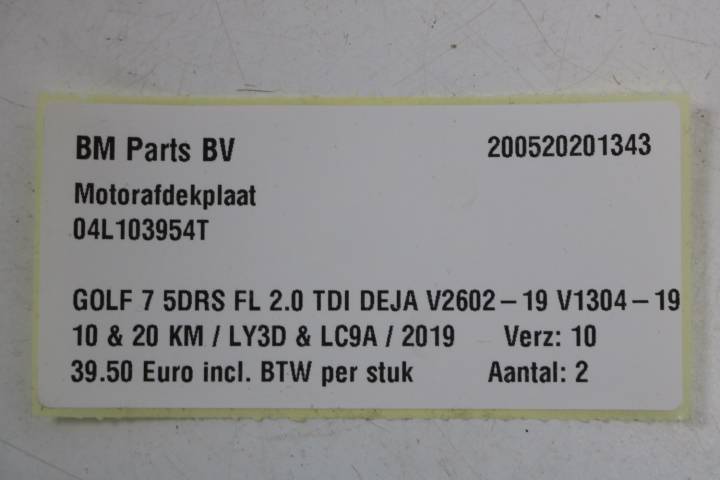 BM Parts BV 200520201343
Motorafdekplaat
04L103954T
GOLF 7 5DRS FL 2.0 TDI DEJA V2602-19 V1304-19
10 & 20 KM / LY3D & LC9A / 2019 Verz: 10
39.50 Euro incl. BTW per stuk Aantal: 2